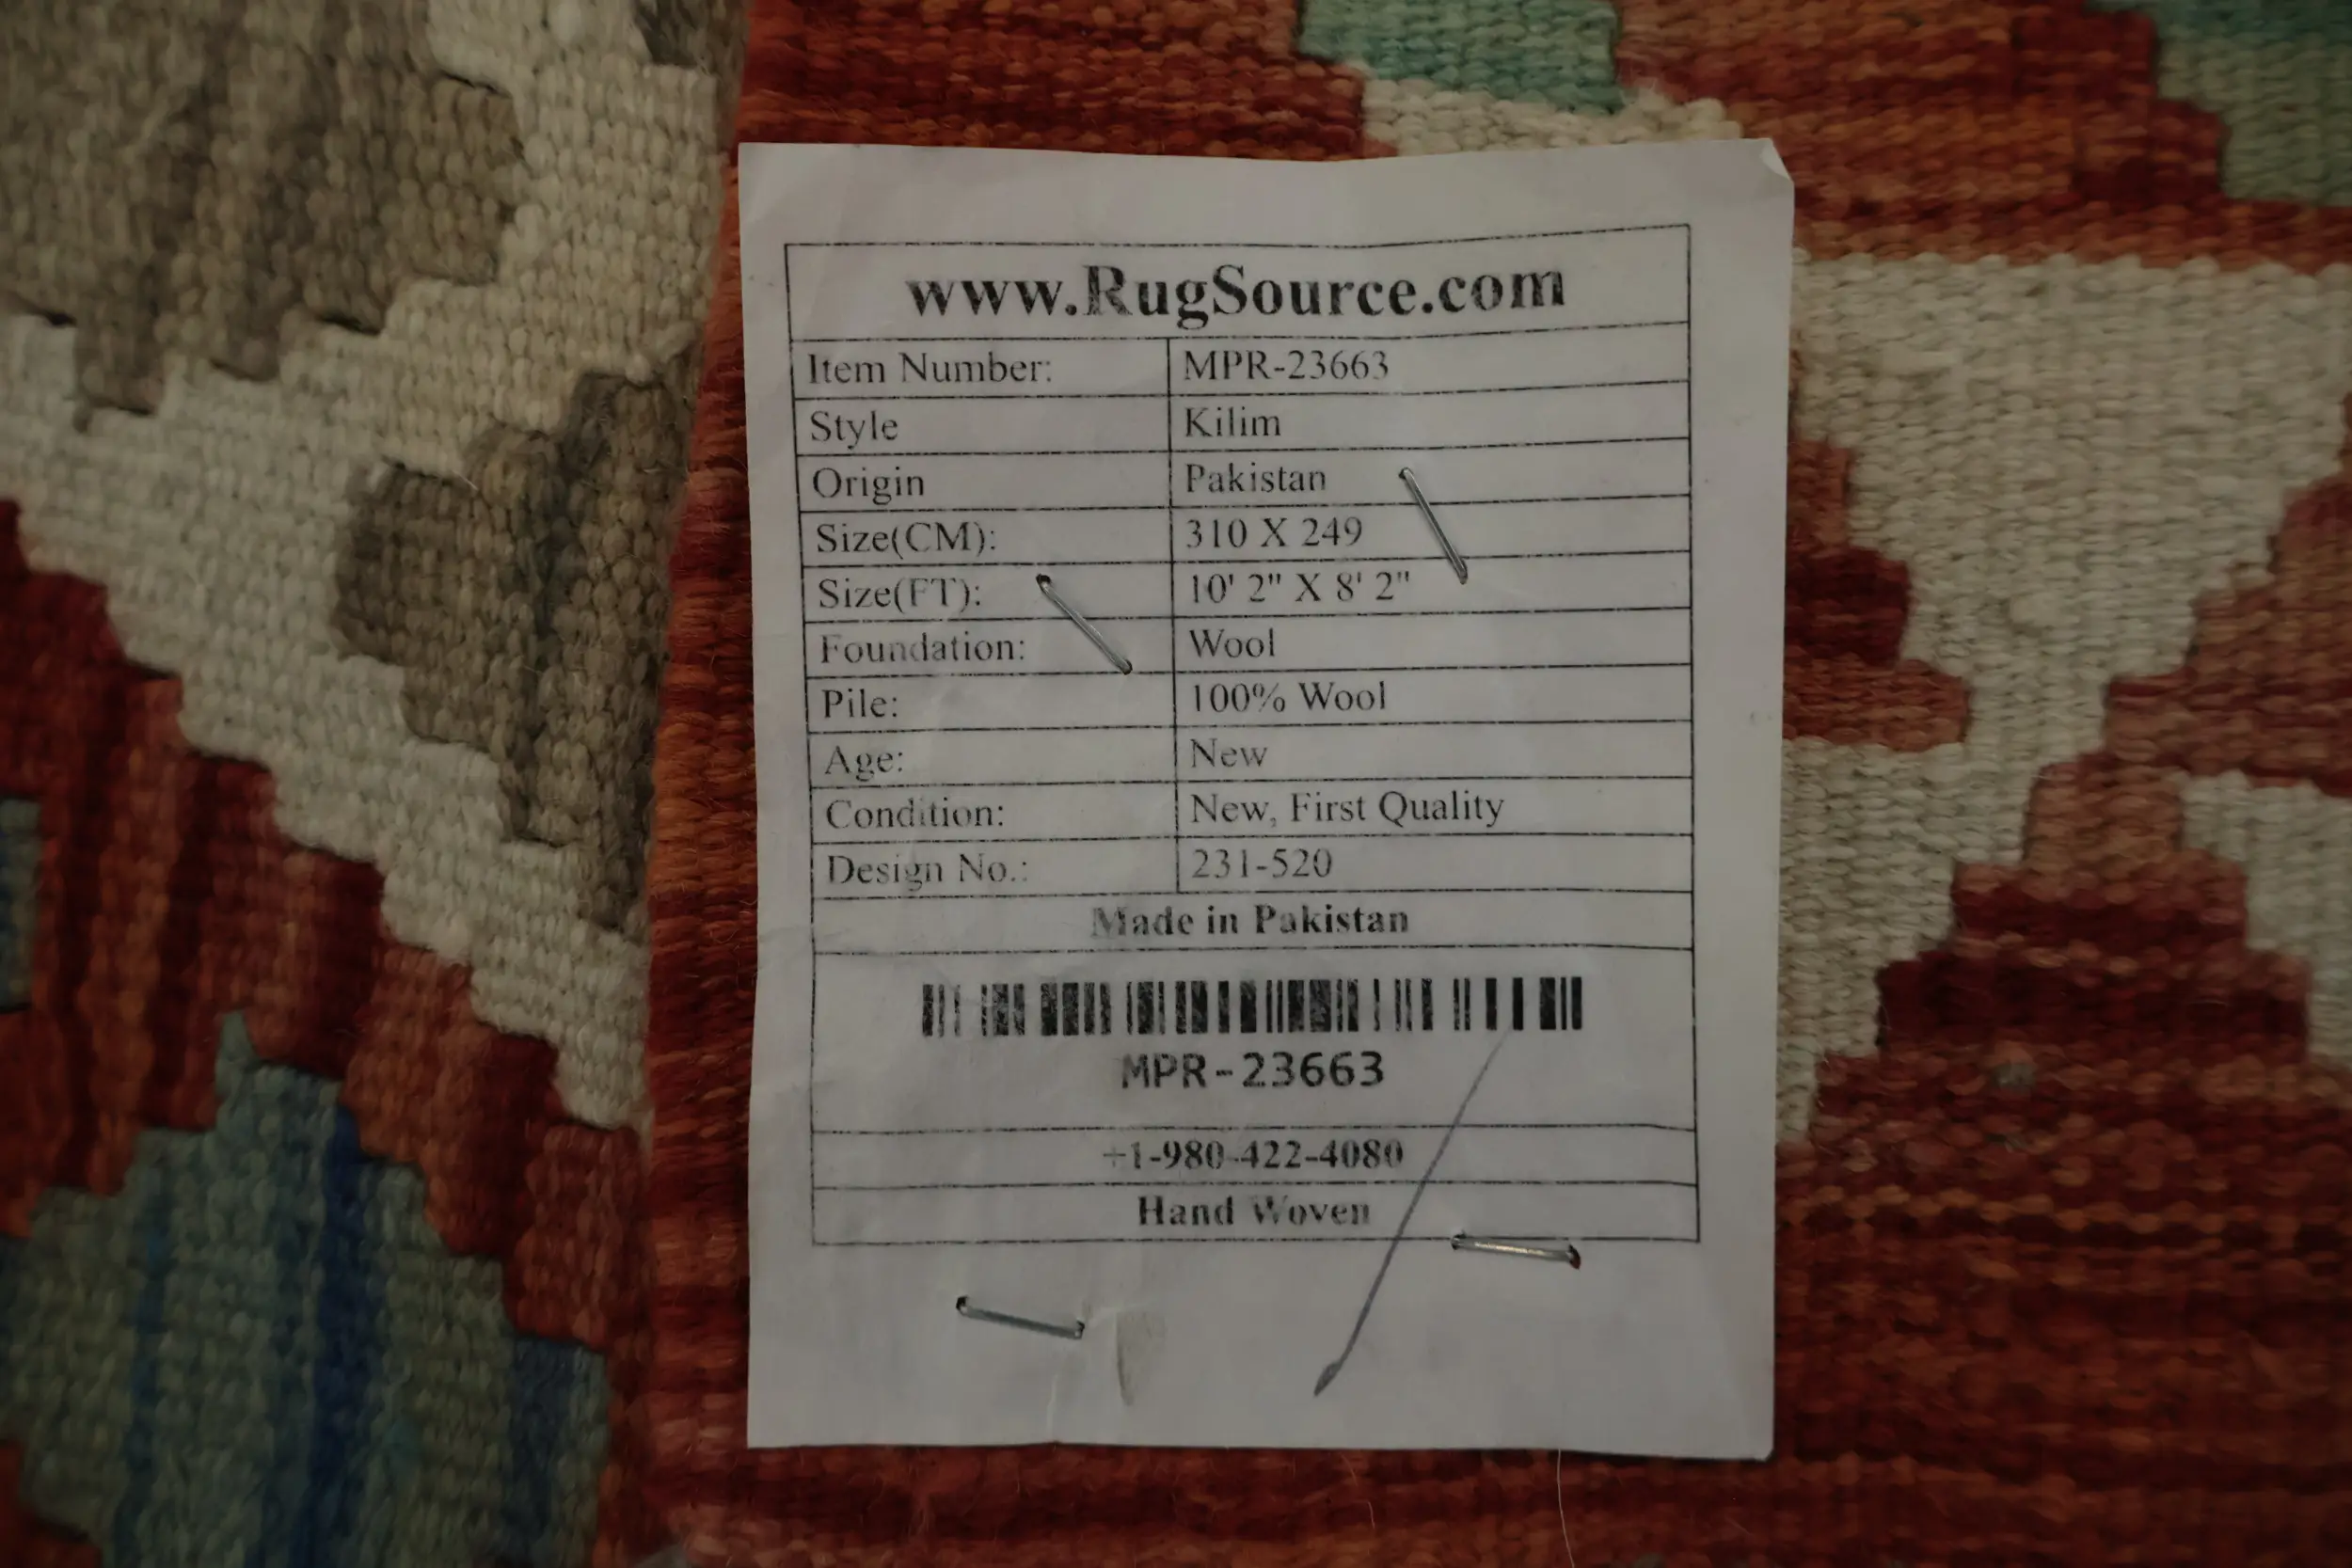 www.RugSource.com
Item Number: MPR-23663
Style Kilim
Origin Pakistan
Size(CM): 310 X 249
Size(FT): 10' 2" X 8' 2"
Foundation: Wool
Pile: 100% Wool
Age: New
Condition: New, First Quality
Design No.: 231-520
Made in Pakistan
MPR-23663
+1-980-422-4080
Hand Woven